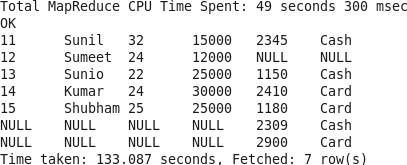 Total MapReduce CPU Time Spent: 49 seconds 300 msec
OK
11 Sunil 32 15000 2345 Cash
12 Sumeet 24 12000 NULL NULL
13 Sunio 22 25000 1150 Cash
14 Kumar 24 30000 2410 Card
15 Shubham 25 25000 1180 Card
NULL NULL NULL NULL 2309 Cash
NULL NULL NULL NULL 2900 Card
Time taken: 133.087 seconds, Fetched: 7 row(s)